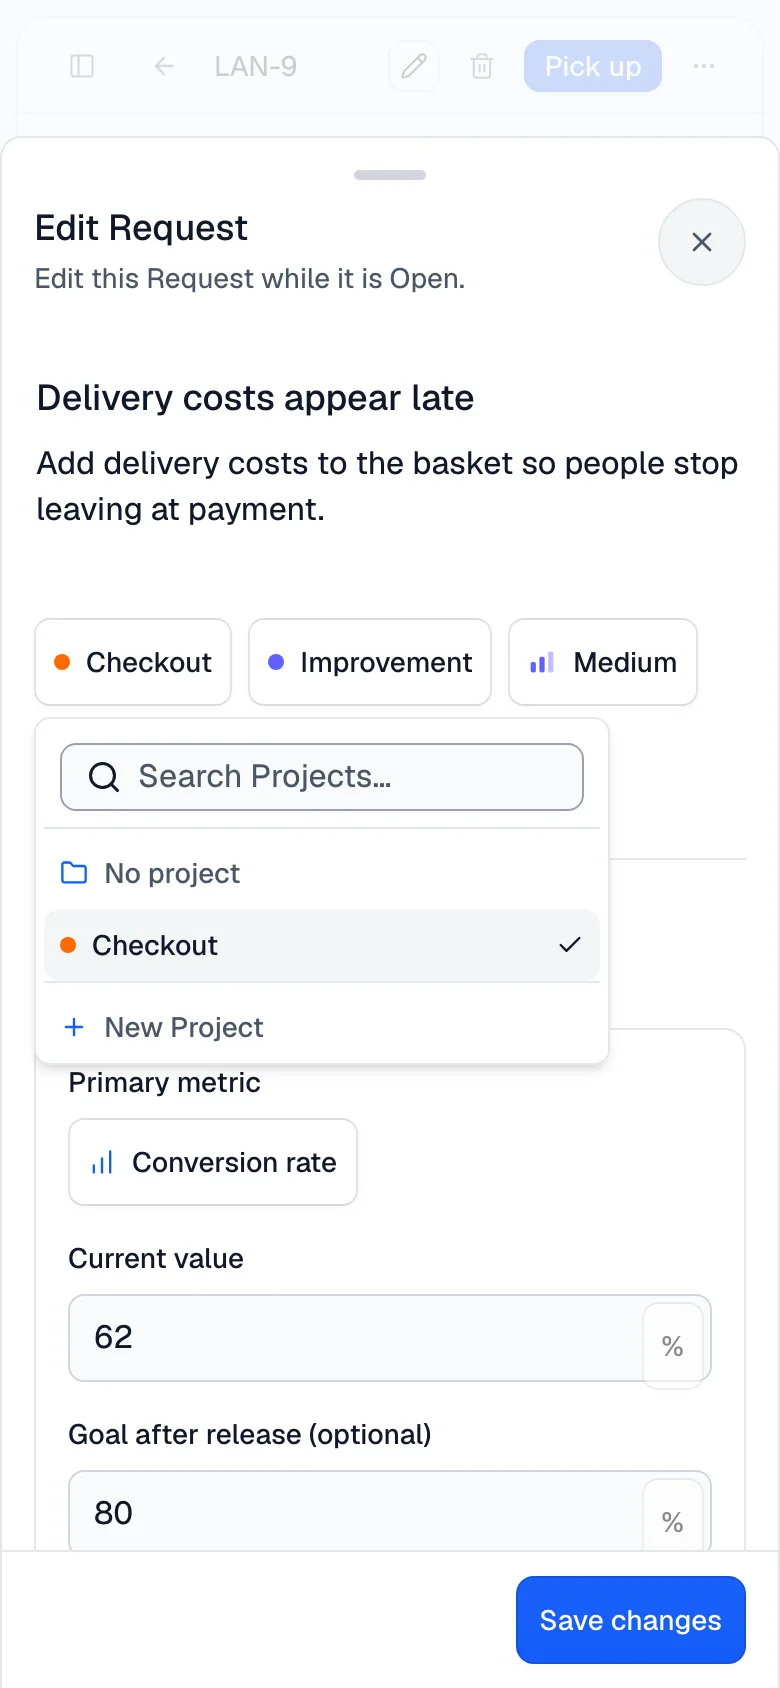 LAN-9
Pick up
Edit Request
Edit this Request while it is Open.
Delivery costs appear late
Add delivery costs to the basket so people stop
leaving at payment.
Checkout
Improvement
Medium
Search Projects...
No project
Checkout
New Project
Primary metric
Conversion rate
Current value
62
%
Goal after release (optional)
80
%
Save changes